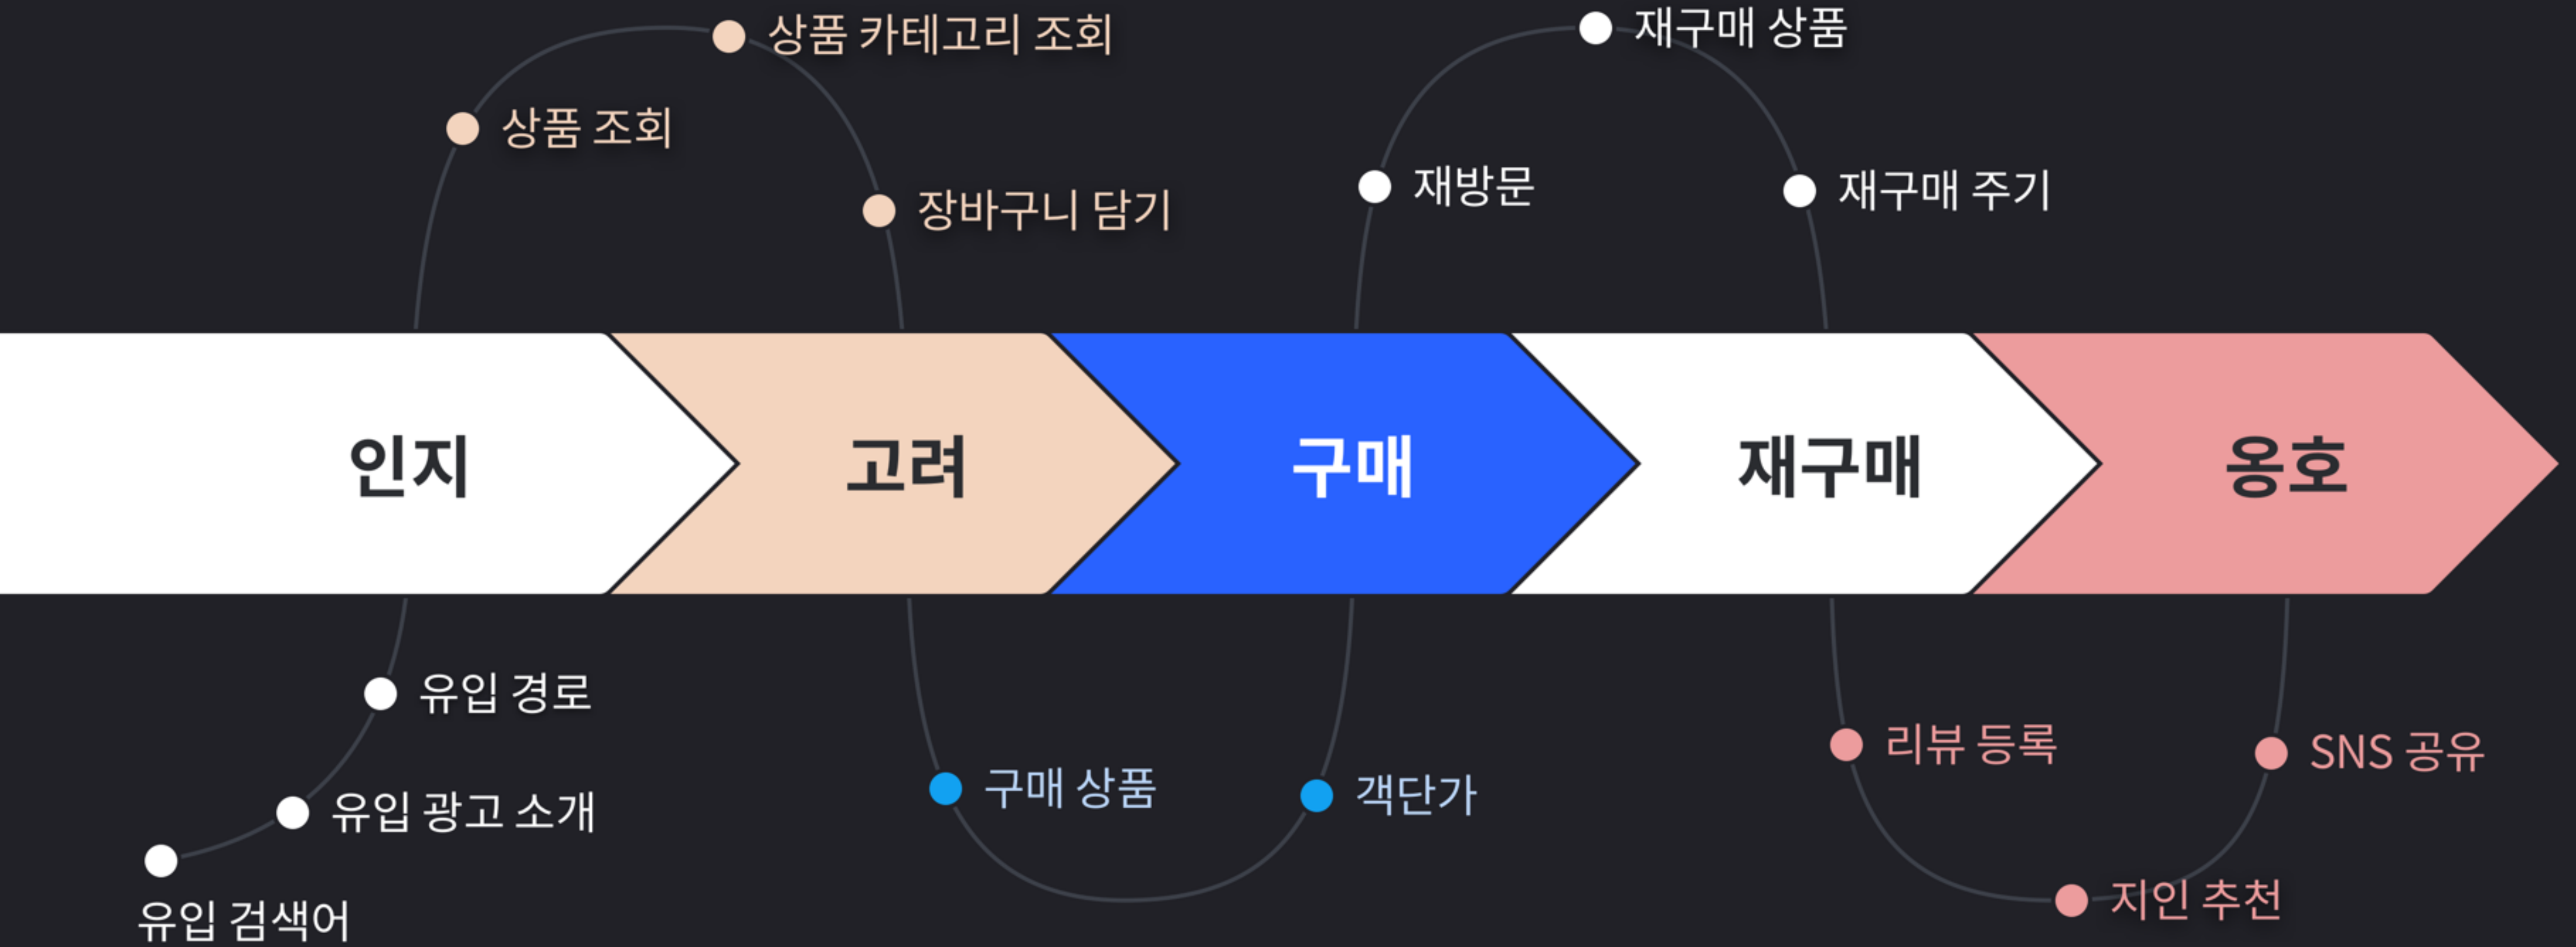 상품 카테고리 조회
재구매 상품
상품 조회
재방문
재구매 주기
장바구니 담기
인지
고려
구매
재구매
옹호
유입 경로
유입 광고 소개
유입 검색어
구매 상품
객단가
리뷰 등록
SNS 공유
지인 추천